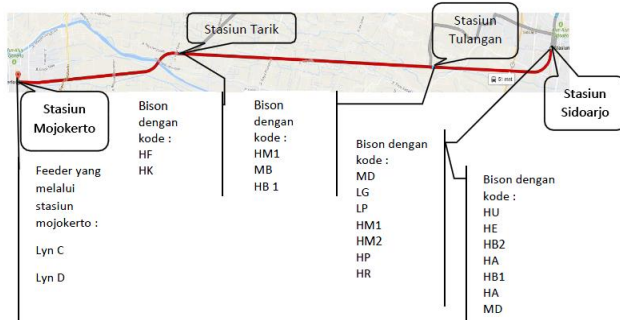 Stasiun Tarik
Stasiun
Tulangan
Stasiun
Mojokerto
Stasiun
Sidoarjo
Feeder yang
melalui
stasiun
mojokerto :
Lyn C
Lyn D
Bison
dengan
kode :
HF
HK
Bison
dengan
kode :
HM1
MB
HB 1
Bison dengan
kode :
MD
LG
LP
HM1
HM2
HP
HR
Bison dengan
kode :
HU
HE
HB2
HA
HB1
HA
MD